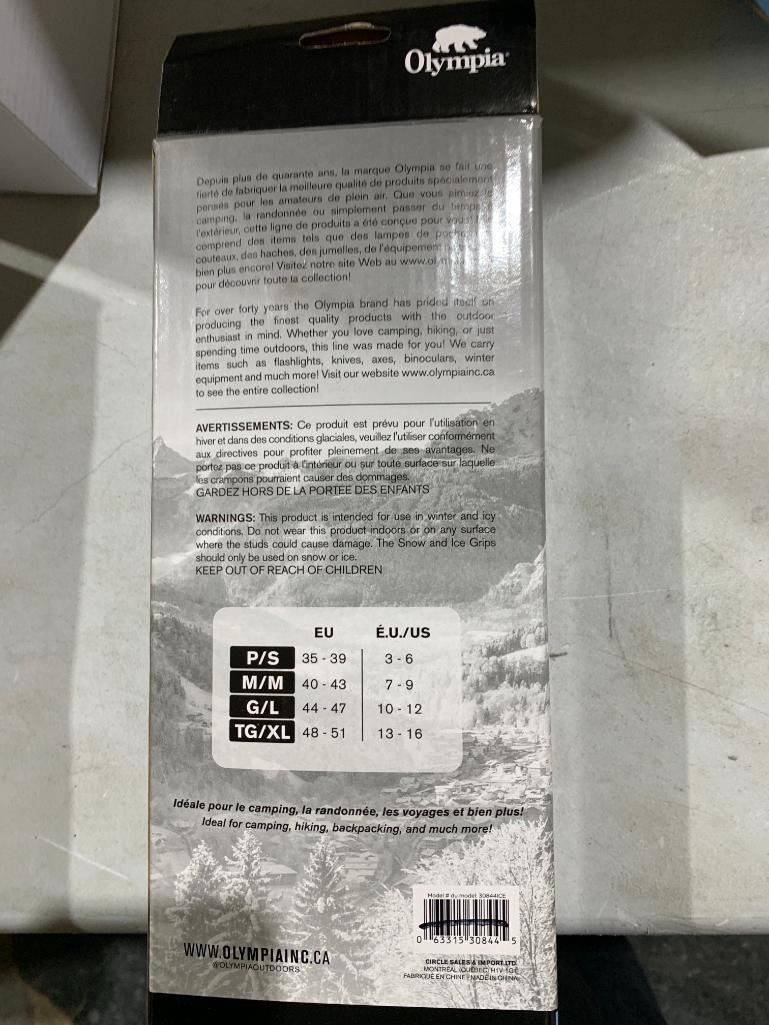 Olympia
Depuis plus de quarante ans, la marque Olympia se fait une
fierté de fabriquer la meilleure qualité de produits spécialement
pensés pour les amateurs de plein air. Que vous aimiez le
camping, la randonnée ou simplement passer du temps
l'extérieur, cette ligne de produits a été conçue pour vous!
comprend des items tels que des lampes de
couteaux, des haches, des jumelles, de l'équipement
bien plus encore! Visitez notre site Web au
pour découvrir toute la collection!
For over forty years the Olympia brand has prided itself on
producing the finest quality products with the outdoor
enthusiast in mind. Whether you love camping, hiking, or just
spending time outdoors, this line was made for you! We carry
items such as flashlights, knives, axes, binoculars, winter
equipment and much more! Visit our website www.olympiainc.ca
to see the entire collection!
AVERTISSEMENTS: Ce produit est prévu pour l'utilisation en
hiver et dans des conditions glaciales, veuillez l'utiliser conformément
aux directives pour profiter pleinement de ses avantages. Ne
portez pas ce produit à l'intérieur ou sur toute surface sur laquelle
les crampons pourraient causer des dommages.
GARDEZ HORS DE LA PORTÉE DES ENFANTS
WARNINGS: This product is intended for use in winter and icy
conditions. Do not wear this product indoors or on any surface
where the studs could cause damage. The Snow and Ice Grips
should only be used on snow or ice.
KEEP OUT OF REACH OF CHILDREN
EU É.U./US
P/S 35 - 39 3 - 6
M/M 40 - 43 7 - 9
G/L 44 - 47 10 - 12
TG/XL 48 - 51 13 - 16
Idéale pour le camping, la randonnée, les voyages et bien plus!
Ideal for camping, hiking, backpacking, and much more!
Model # du model: 30844ICE
0 63315 30844 5
WWW.OLYMPIAINC.CA
@OLYMPIAOUTDOORS
CIRCLE SALES & IMPORT LTD.
MONTRÉAL (QUÉBEC) H1V
FABRIQUÉ EN CHINE - MADE IN CHINA